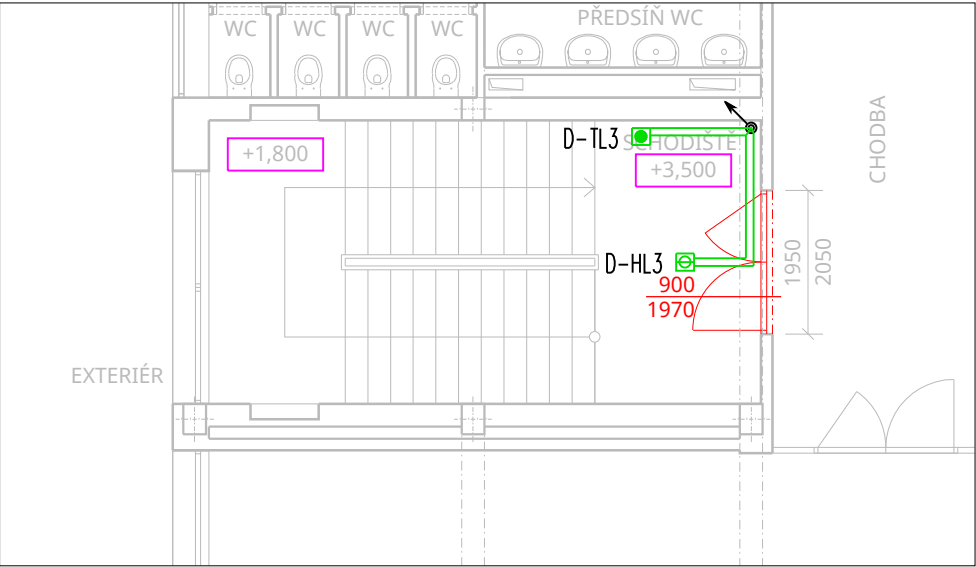 PŘEDSÍŇ WC
WC WC WC WC
D-TL3
SCHODIŠTĚ
+1,800
+3,500
CHODBA
D-HL3
900
1970
1950
2050
EXTERIÉR